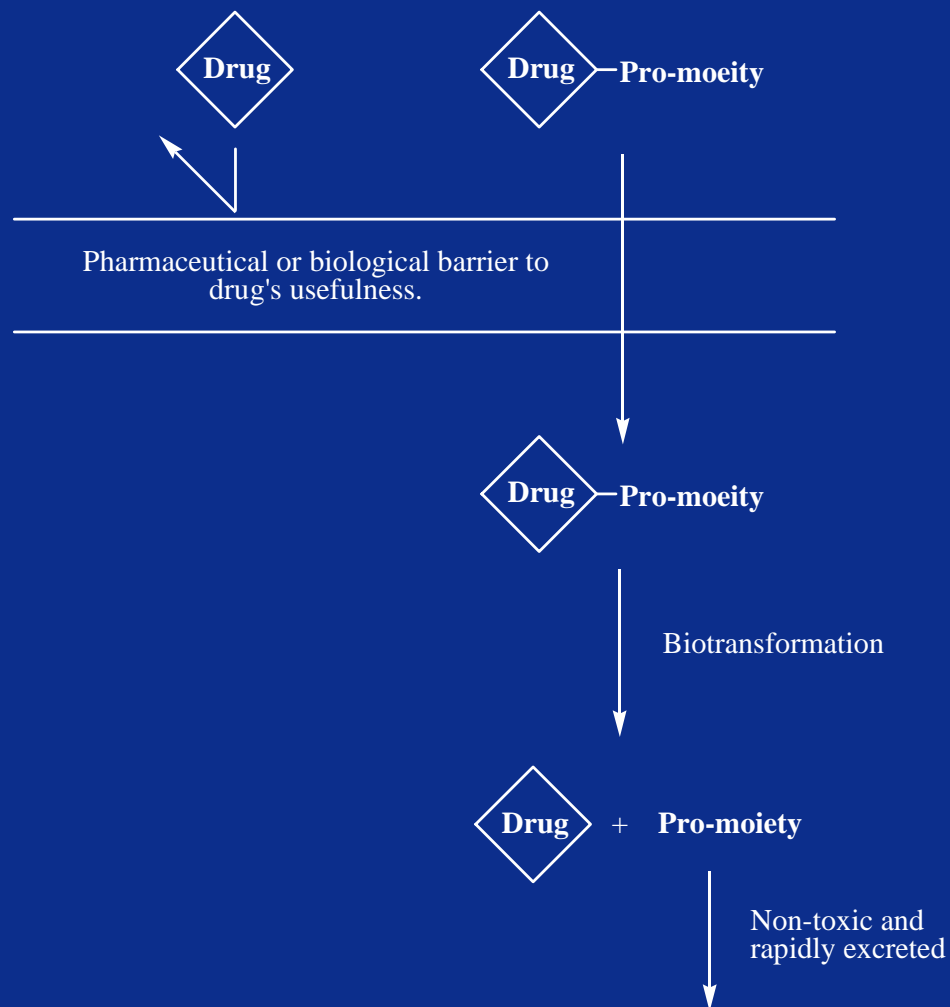 Drug
Drug
Pro-moeity
Pharmaceutical or biological barrier to
drug's usefulness.
Drug
Pro-moeity
Biotransformation
Drug + Pro-moiety
Non-toxic and
rapidly excreted